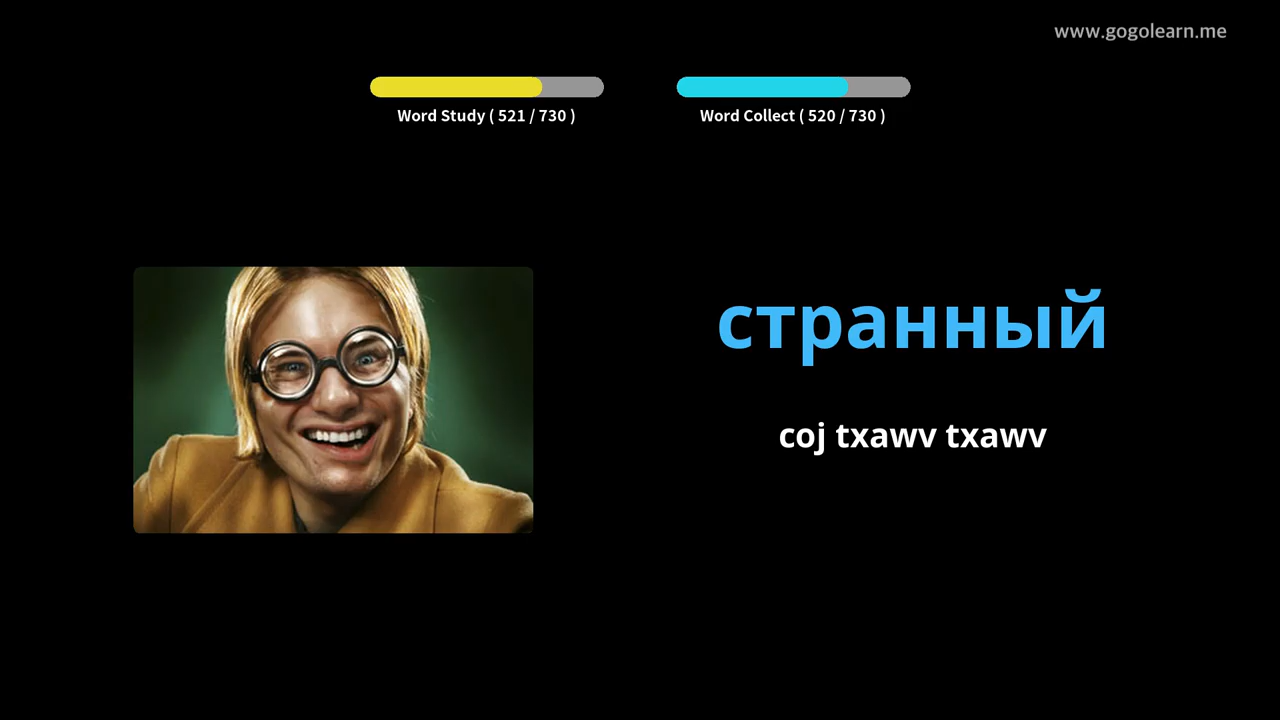 www.gogolearn.me
Word Study ( 521 / 730 )
Word Collect ( 520 / 730 )
странный
coj txawv txawv